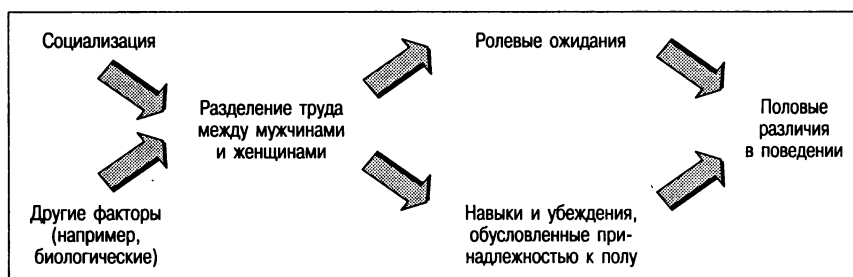 Социализация
Ролевые ожидания
Разделение труда
между мужчинами
и женщинами
Половые
различия
в поведении
Другие факторы
(например,
биологические)
Навыки и убеждения,
обусловленные при-
надлежностью к полу